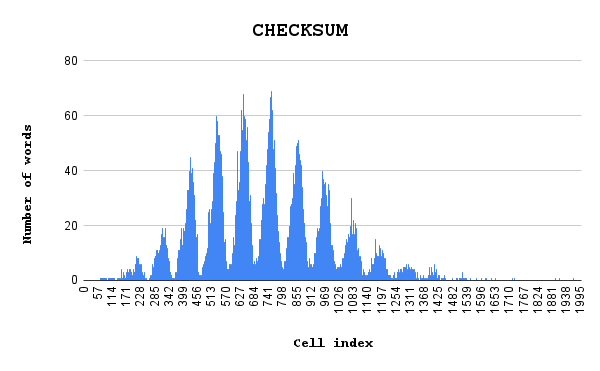 CHECKSUM
80
60
40
20
0
Number of words
0 57 114 171 228 285 342 399 456 513 570 627 684 741 798 855 912 969 1026 1083 1140 1197 1254 1311 1368 1425 1482 1539 1596 1653 1710 1767 1824 1881 1938 1995
Cell index